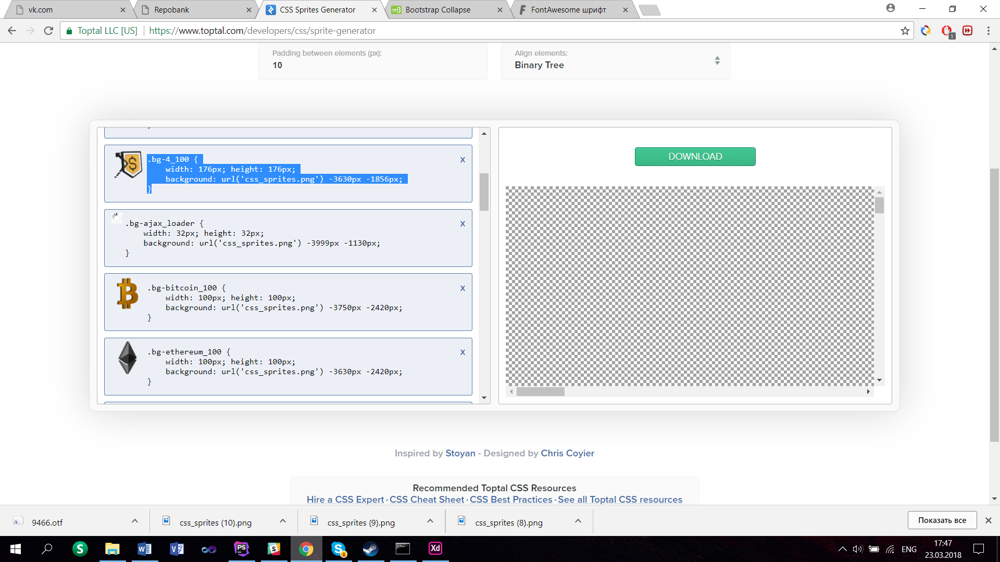 vk.com
Repobank
CSS Sprites Generator
Bootstrap Collapse
FontAwesome шрифт
Toptal LLC [US]
https://www.toptal.com/developers/css/sprite-generator
1
Padding between elements (px):
10
Align elements:
Binary Tree
}
.bg-4_100 {
width: 176px; height: 176px;
background: url('css_sprites.png') -3630px -1856px;
}
X
.bg-ajax_loader {
width: 32px; height: 32px;
background: url('css_sprites.png') -3999px -1130px;
}
X
.bg-bitcoin_100 {
width: 100px; height: 100px;
background: url('css_sprites.png') -3750px -2420px;
}
X
.bg-ethereum_100 {
width: 100px; height: 100px;
background: url('css_sprites.png') -3630px -2420px;
}
X
DOWNLOAD
Inspired by Stoyan - Designed by Chris Coyier
Recommended Toptal CSS Resources
Hire a CSS Expert · CSS Cheat Sheet · CSS Best Practices · See all Toptal CSS resources
9466.otf
css_sprites (10).png
css_sprites (9).png
css_sprites (8).png
Показать все
ENG
17:47
23.03.2018